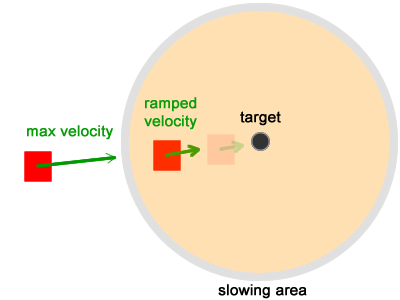 max velocity
ramped
velocity
target
slowing area